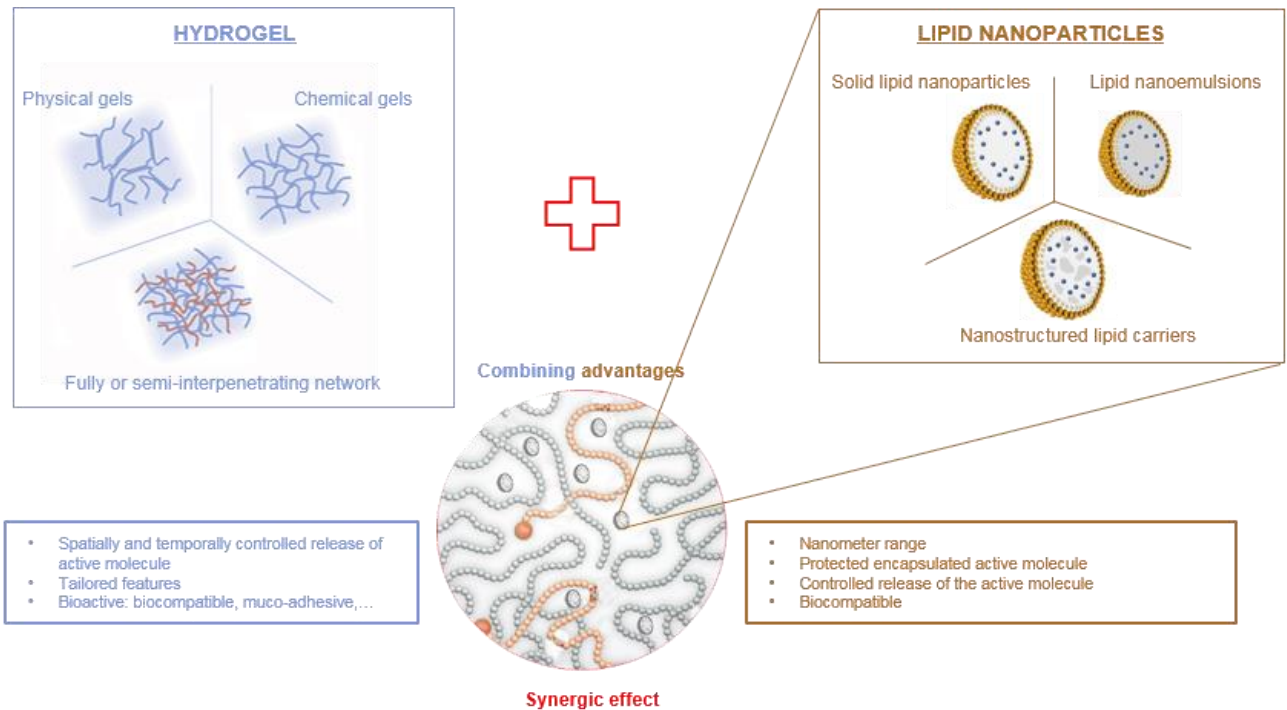 HYDROGEL
Physical gels
Chemical gels
Fully or semi-interpenetrating network
LIPID NANOPARTICLES
Solid lipid nanoparticles
Lipid nanoemulsions
Nanostructured lipid carriers
Combining advantages
• Spatially and temporally controlled release of
active molecule
• Tailored features
• Bioactive: biocompatible, muco-adhesive,…
• Nanometer range
• Protected encapsulated active molecule
• Controlled release of the active molecule
• Biocompatible
Synergic effect